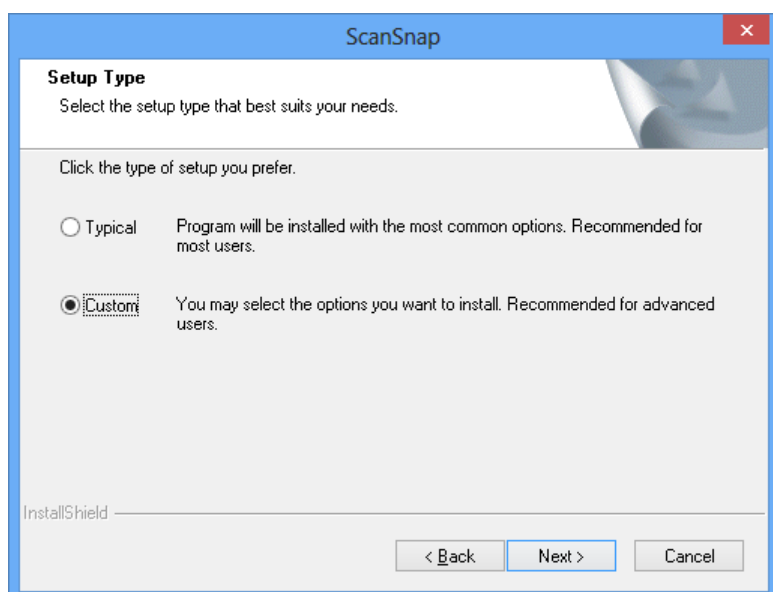 ScanSnap
Setup Type
Select the setup type that best suits your needs.
Click the type of setup you prefer.
Typical
Program will be installed with the most common options. Recommended for
most users.
Custom
You may select the options you want to install. Recommended for advanced
users.
InstallShield
< Back
Next >
Cancel